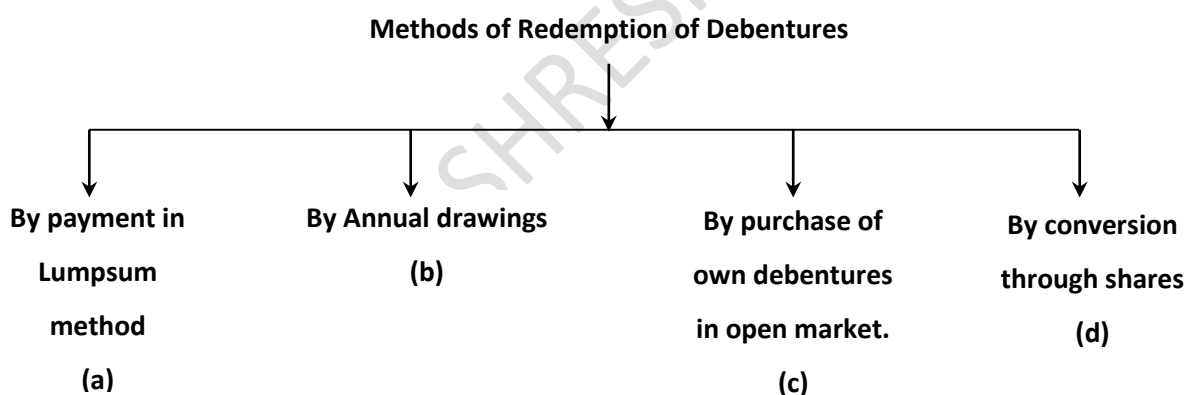 SHRESH
Methods of Redemption of Debentures
By payment in
Lumpsum
method
(a)
By Annual drawings
(b)
By purchase of
own debentures
in open market.
(c)
By conversion
through shares
(d)